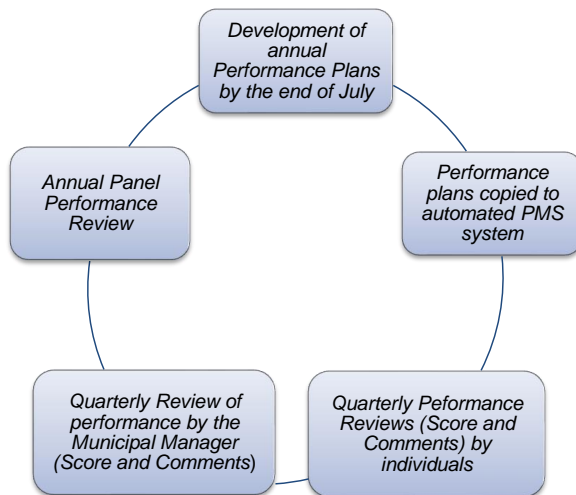 Development of
annual
Performance Plans
by the end of July
Performance
plans copied to
automated PMS
system
Quarterly Peformance
Reviews (Score and
Comments) by
individuals
Quarterly Review of
performance by the
Municipal Manager
(Score and Comments)
Annual Panel
Performance
Review